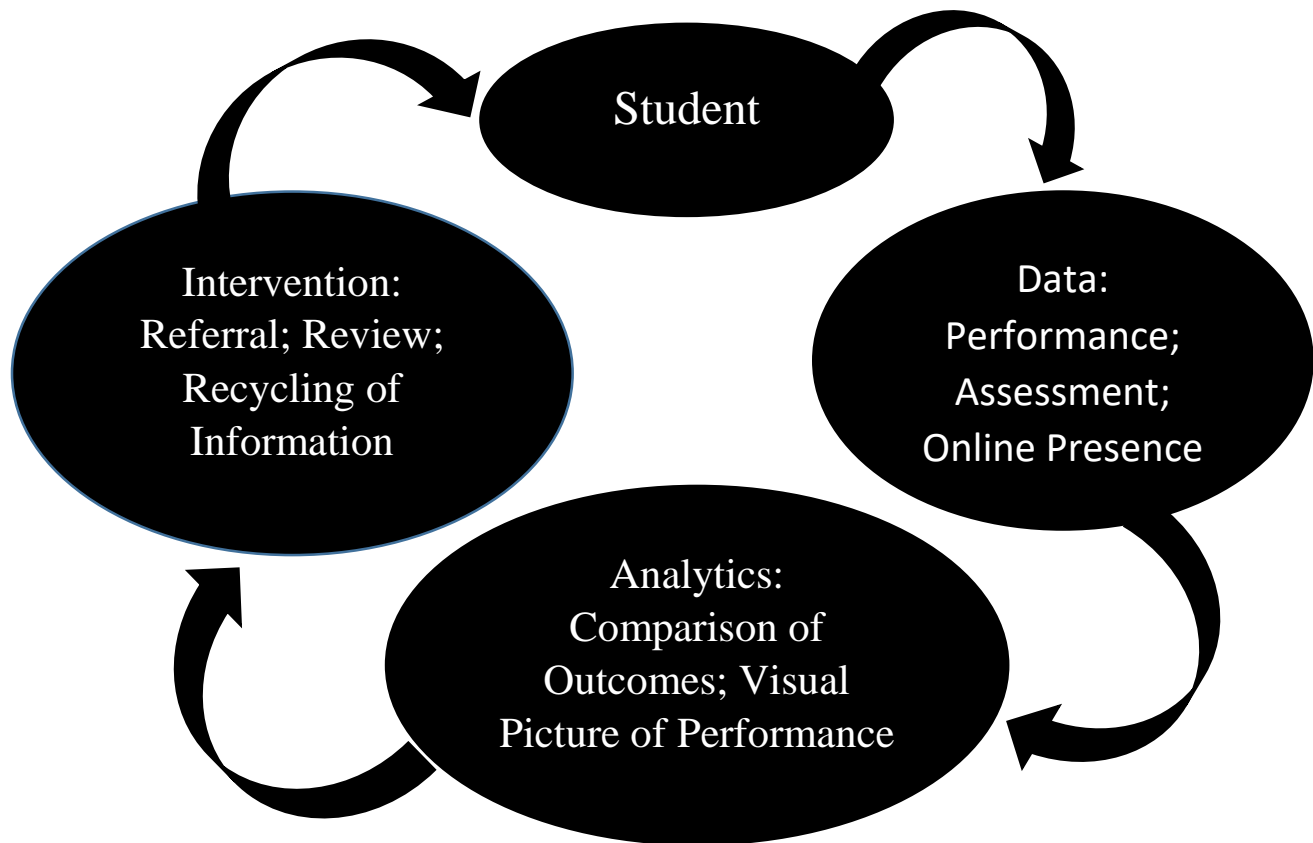 Student
Data:
Performance;
Assessment;
Online Presence
Analytics:
Comparison of
Outcomes; Visual
Picture of Performance
Intervention:
Referral; Review;
Recycling of
Information